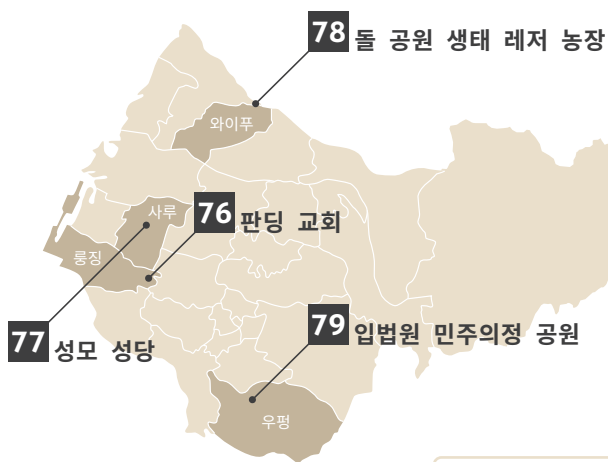 78 돌 공원 생태 레저 농장
와이푸
사루
76 판딩 교회
룽징
79 입법원 민주의정 공원
77 성모 성당
우펑